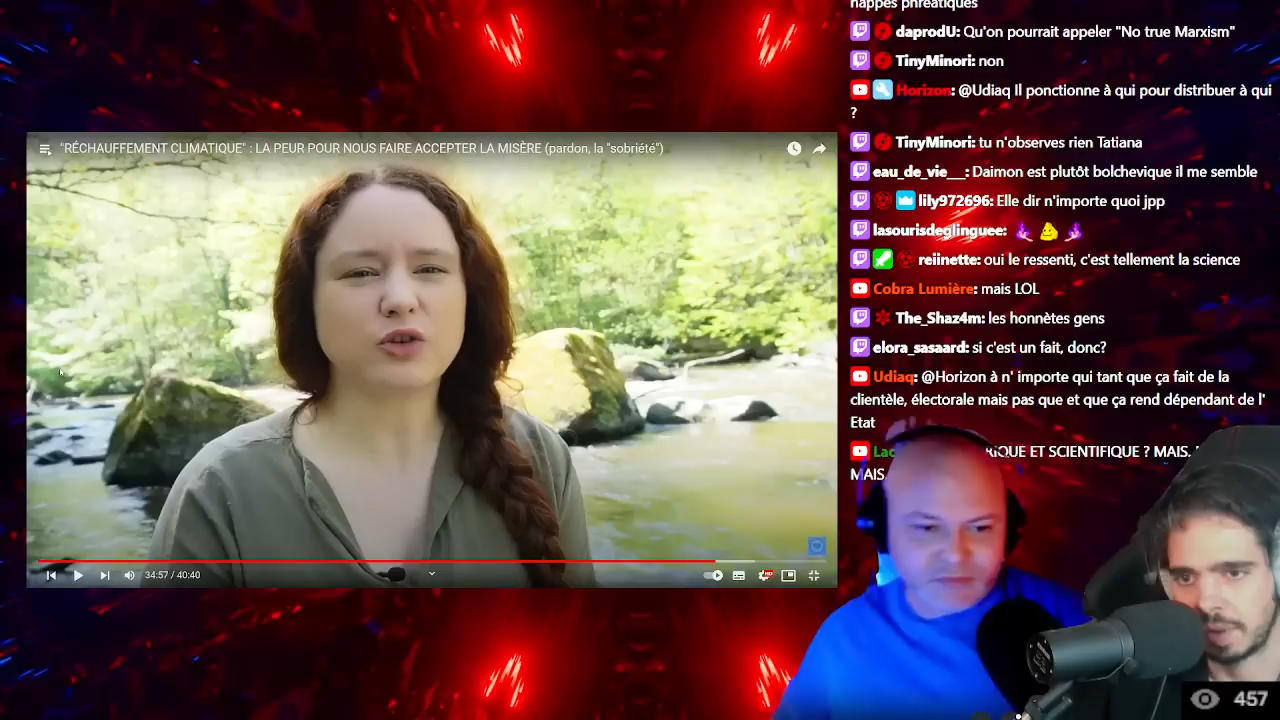 "RÉCHAUFFEMENT CLIMATIQUE" : LA PEUR POUR NOUS FAIRE ACCEPTER LA MISÈRE (pardon, la "sobriété")
34:57 / 40:40
HD
nappes phréatiques
daprodU: Qu'on pourrait appeler "No true Marxism"
TinyMinori: non
Horizon: @Udiaq Il ponctionne à qui pour distribuer à qui
?
TinyMinori: tu n'observes rien Tatiana
eau_de_vie__: Daimon est plutôt bolchevique il me semble
lily972696: Elle dir n'importe quoi jpp
lasourisdeglinguee:
reiinette: oui le ressenti, c'est tellement la science
Cobra Lumière: mais LOL
The_Shaz4m: les honnètes gens
elora_sasaard: si c'est un fait, donc?
Udiaq: @Horizon à n' importe qui tant que ça fait de la
clientèle, électorale mais pas que et que ça rend dépendant de l'
Etat
ET SCIENTIFIQUE ? MAIS.
MAIS.
457